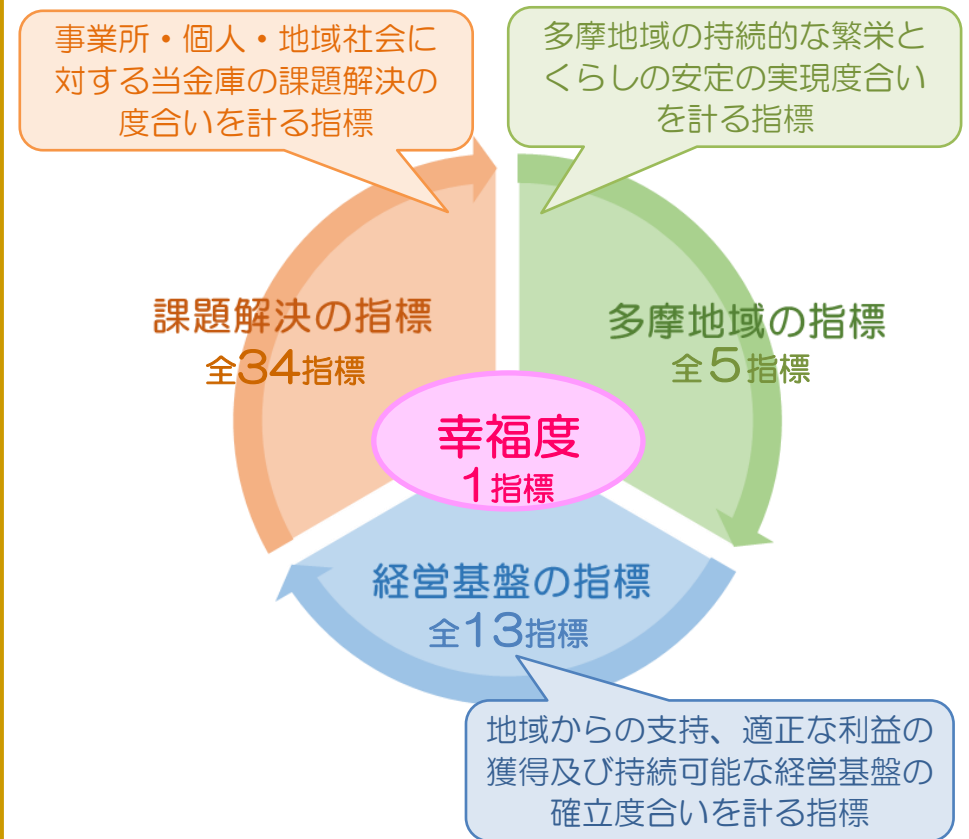 事業所・個人・地域社会に
対する当金庫の課題解決の
度合いを計る指標
多摩地域の持続的な繁栄と
くらしの安定の実現度合い
を計る指標
課題解決の指標
全34指標
多摩地域の指標
全5指標
幸福度
1指標
経営基盤の指標
全13指標
地域からの支持、適正な利益の
獲得及び持続可能な経営基盤の
確立度合いを計る指標